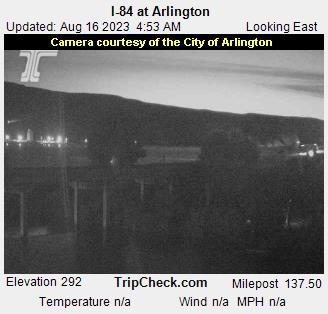 I-84 at Arlington
Updated: Aug 16 2023 4:53 AM Looking East
Camera courtesy of the City of Arlington
Elevation 292 TripCheck.com Milepost 137.50
Temperature n/a Wind n/a MPH n/a